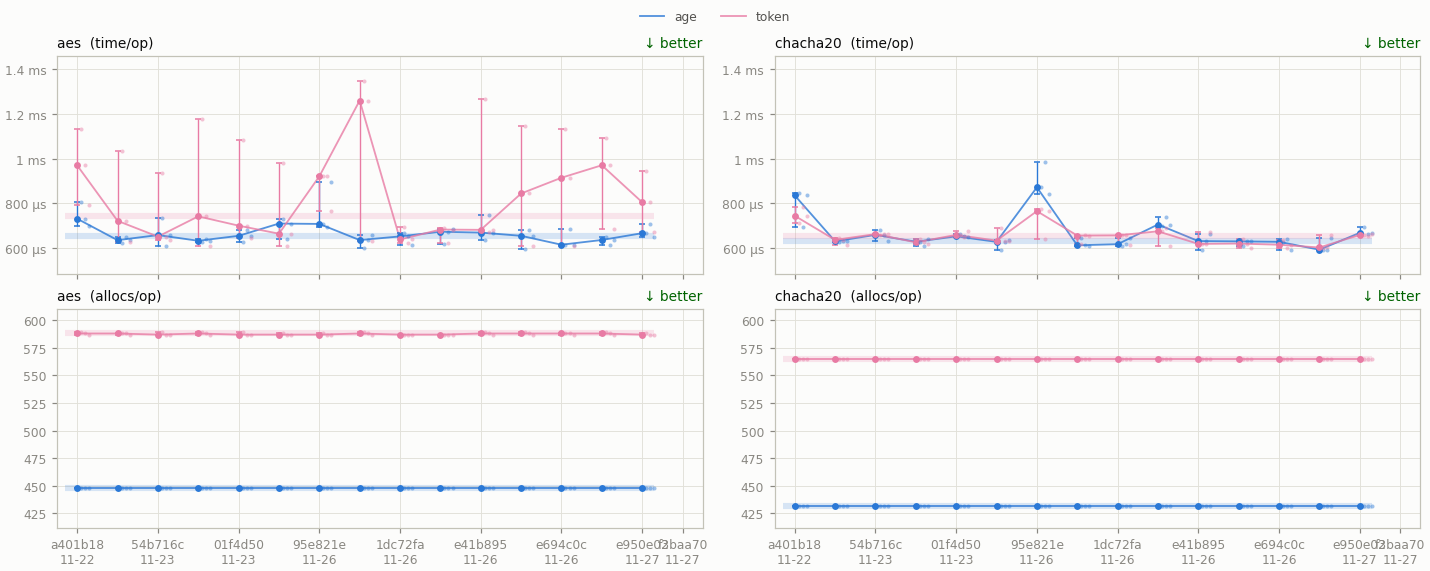 age token
aes (time/op) ↓ better
chacha20 (time/op) ↓ better
1.4 ms
1.2 ms
1 ms
800 µs
600 µs
1.4 ms
1.2 ms
1 ms
800 µs
600 µs
aes (allocs/op) ↓ better
chacha20 (allocs/op) ↓ better
600
575
550
525
500
475
450
425
600
575
550
525
500
475
450
425
a401b18 54b716c 01f4d50 95e821e 1dc72fa e41b895 e694c0c
11-22 11-23 11-23 11-26 11-26 11-26 11-26 11-27 11-27
a401b18 54b716c 01f4d50 95e821e 1dc72fa e41b895 e694c0c
11-22 11-23 11-23 11-26 11-26 11-26 11-26 11-27 11-27